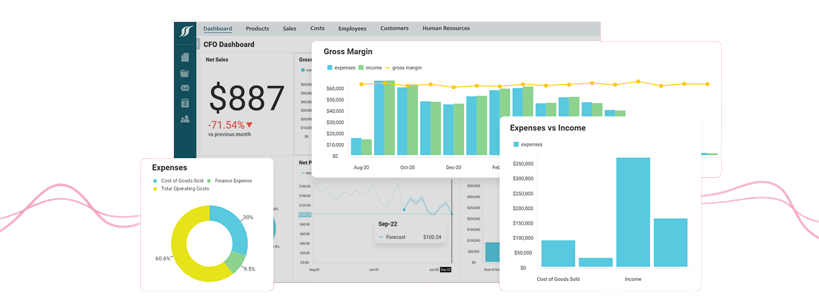 Dashboard Products Sales Costs Employees Customers Human Resources
CFO Dashboard
Net Sales
$887
-71.54%▼
vs previous month
Gross Margin
expenses income gross margin
$60,000
$50,000
$40,000
$30,000
$20,000
$10,000
$0
Aug-20 Oct-20 Dec-20
Expenses
Cost of Goods Sold Finance Expense
Total Operating Costs
30%
9.5%
60.6%
Net P
Sep-22
Forecast $100.24
Expenses vs Income
expenses
$350,000
$300,000
$250,000
$200,000
$150,000
$100,000
$50,000
$0
Cost of Goods Sold Income